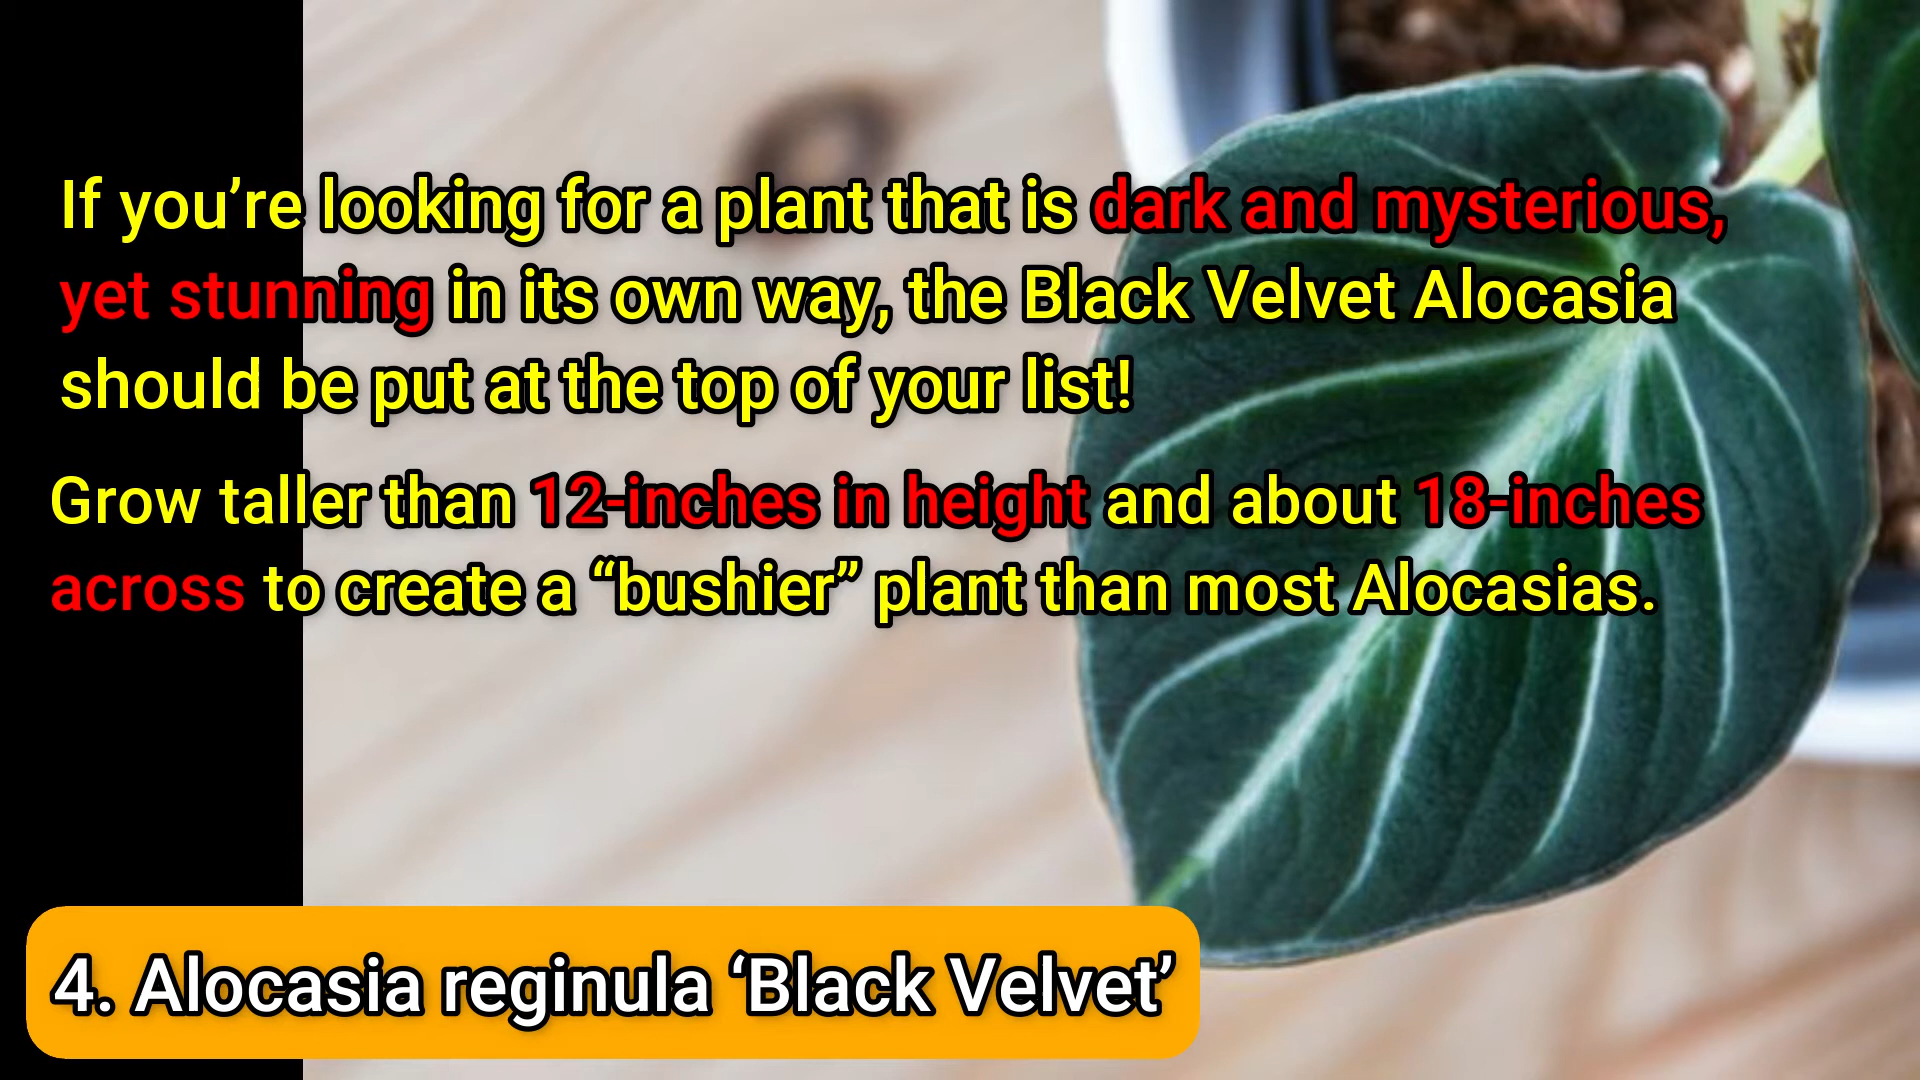 If you’re looking for a plant that is dark and mysterious,
yet stunning in its own way, the Black Velvet Alocasia
should be put at the top of your list!
Grow taller than 12-inches in height and about 18-inches
across to create a “bushier” plant than most Alocasias.
4. Alocasia reginula ‘Black Velvet’